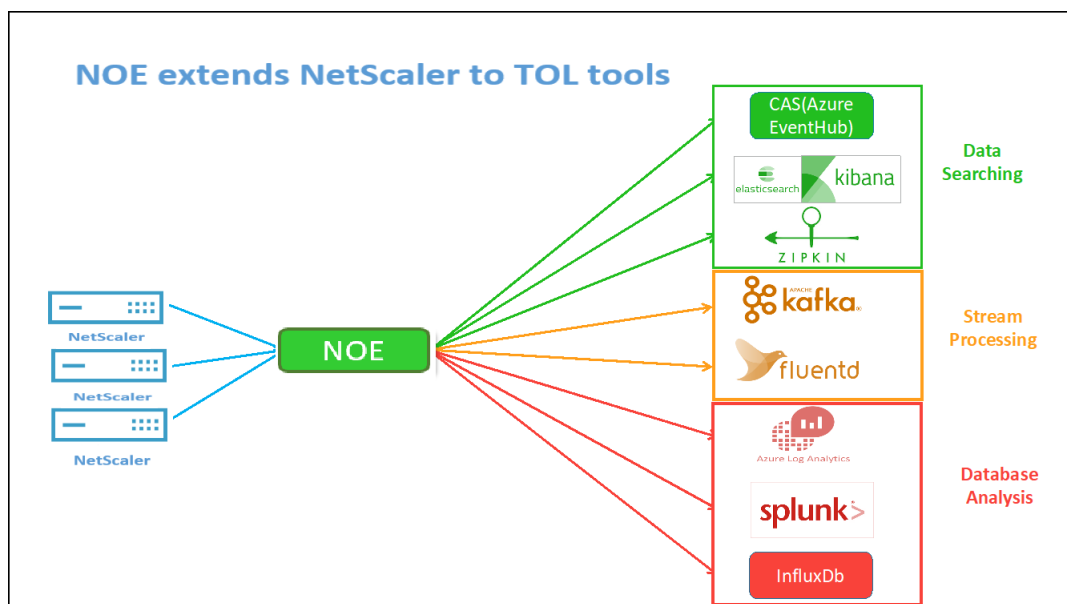 NOE extends NetScaler to TOL tools
CAS(Azure
EventHub)
Data
Searching
elasticsearch
kibana
ZIPKIN
NetScaler
NetScaler
NetScaler
NOE
APACHE
kafka®
fluentd
Stream
Processing
Azure Log Analytics
splunk>
InfluxDb
Database
Analysis